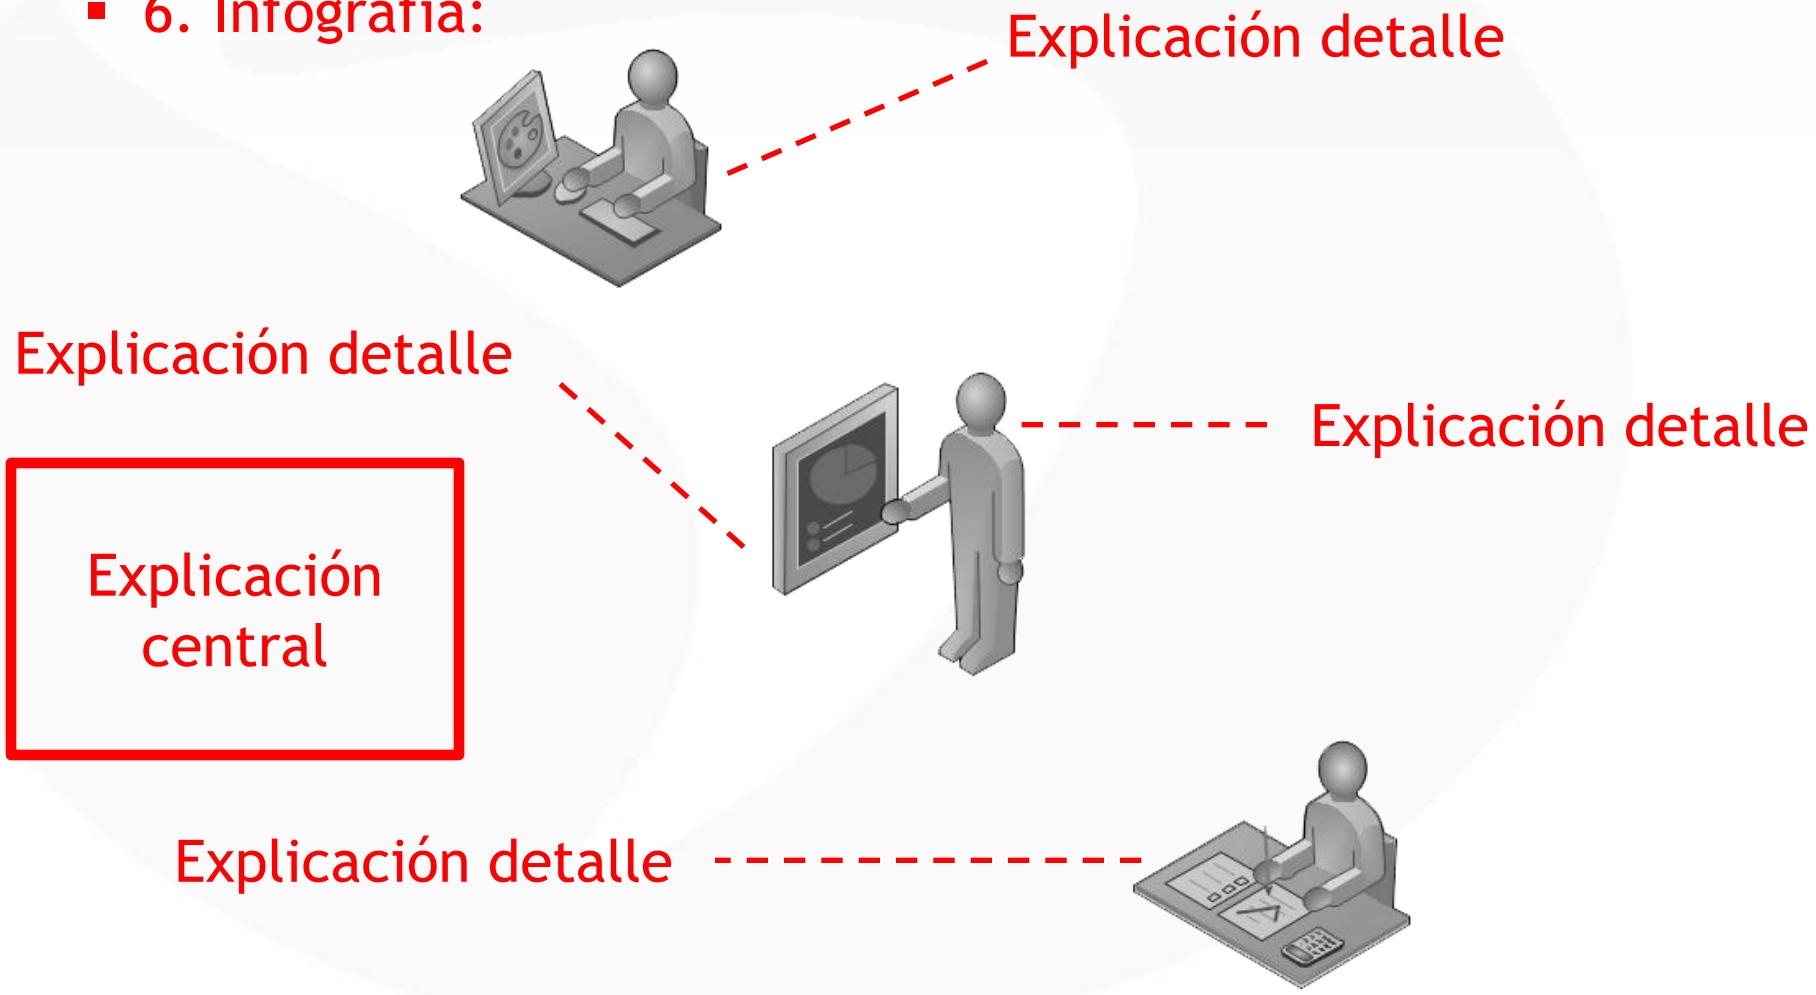 ▪ 6. Infografía:
Explicación detalle
Explicación detalle
Explicación detalle
Explicación
central
Explicación detalle